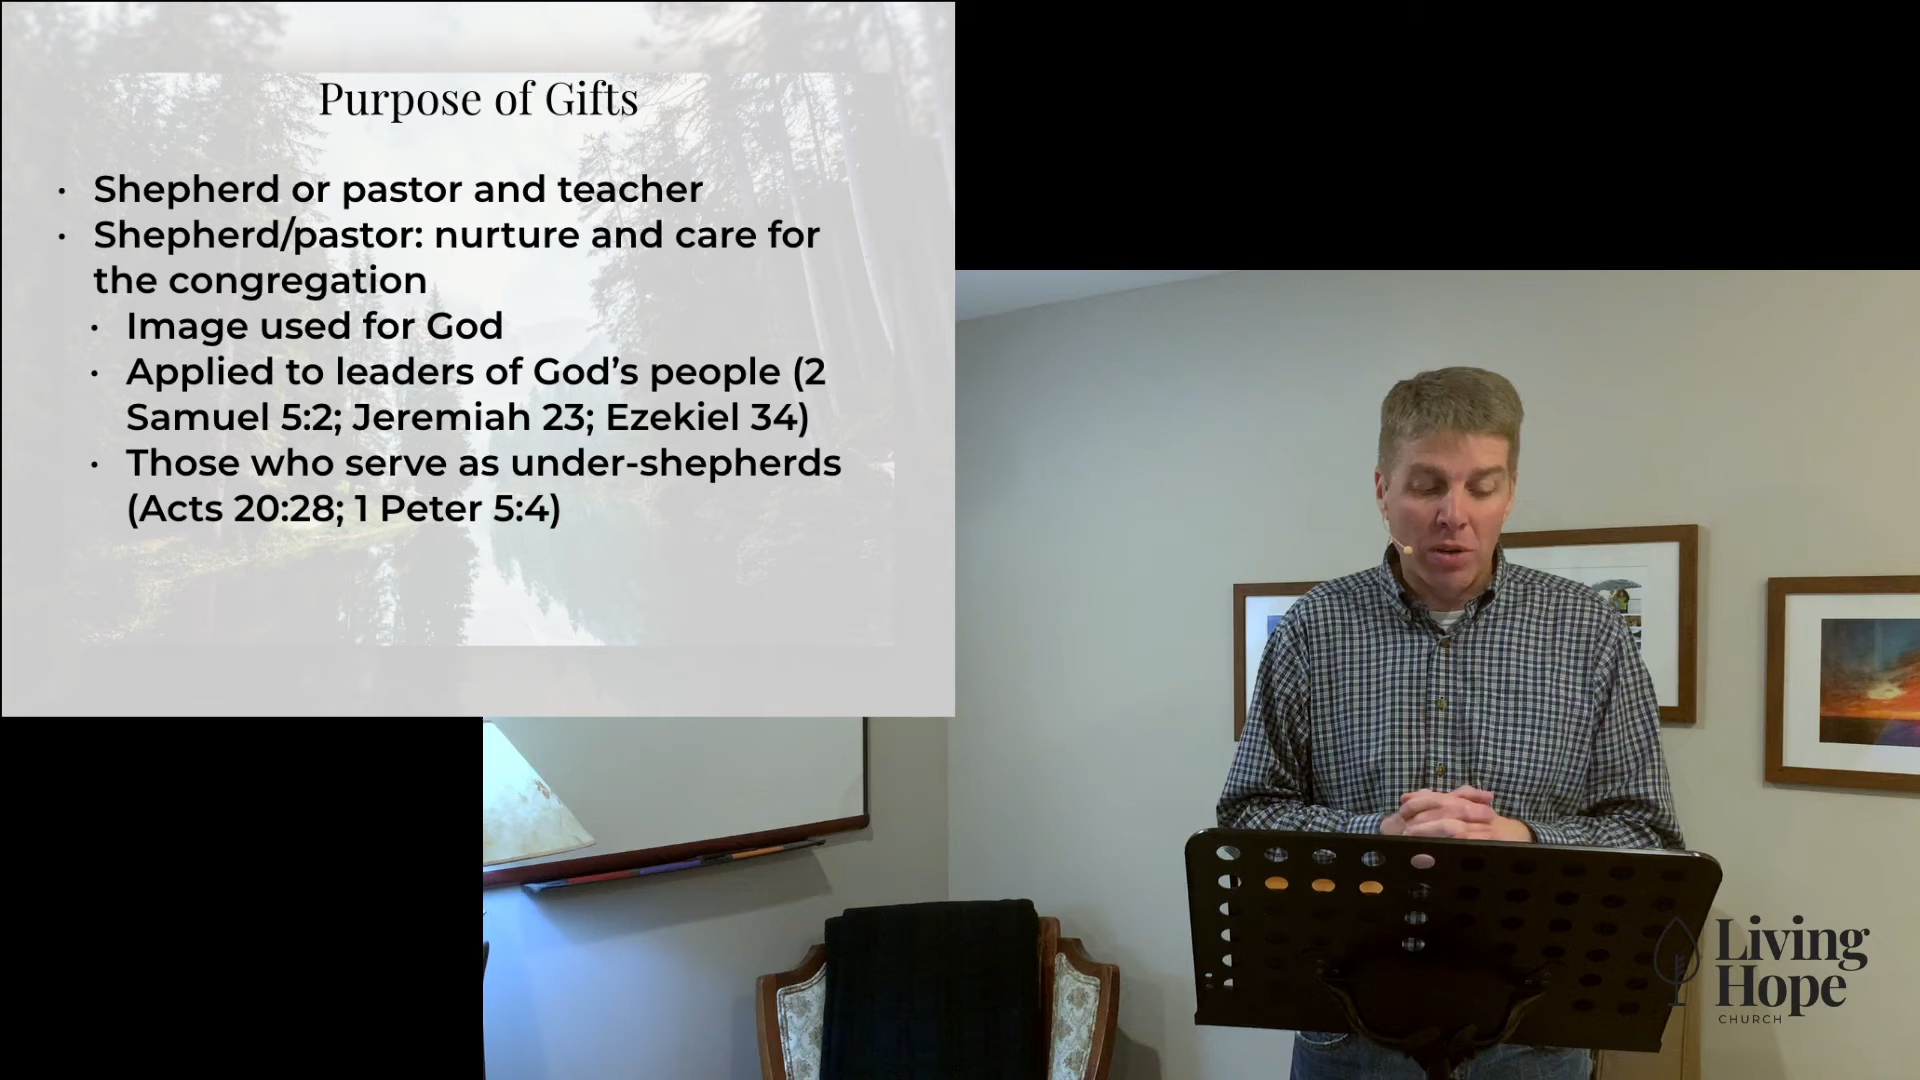 Purpose of Gifts
• Shepherd or pastor and teacher
• Shepherd/pastor: nurture and care for
the congregation
• Image used for God
• Applied to leaders of God’s people (2
Samuel 5:2; Jeremiah 23; Ezekiel 34)
• Those who serve as under-shepherds
(Acts 20:28; 1 Peter 5:4)
Living
Hope
CHURCH